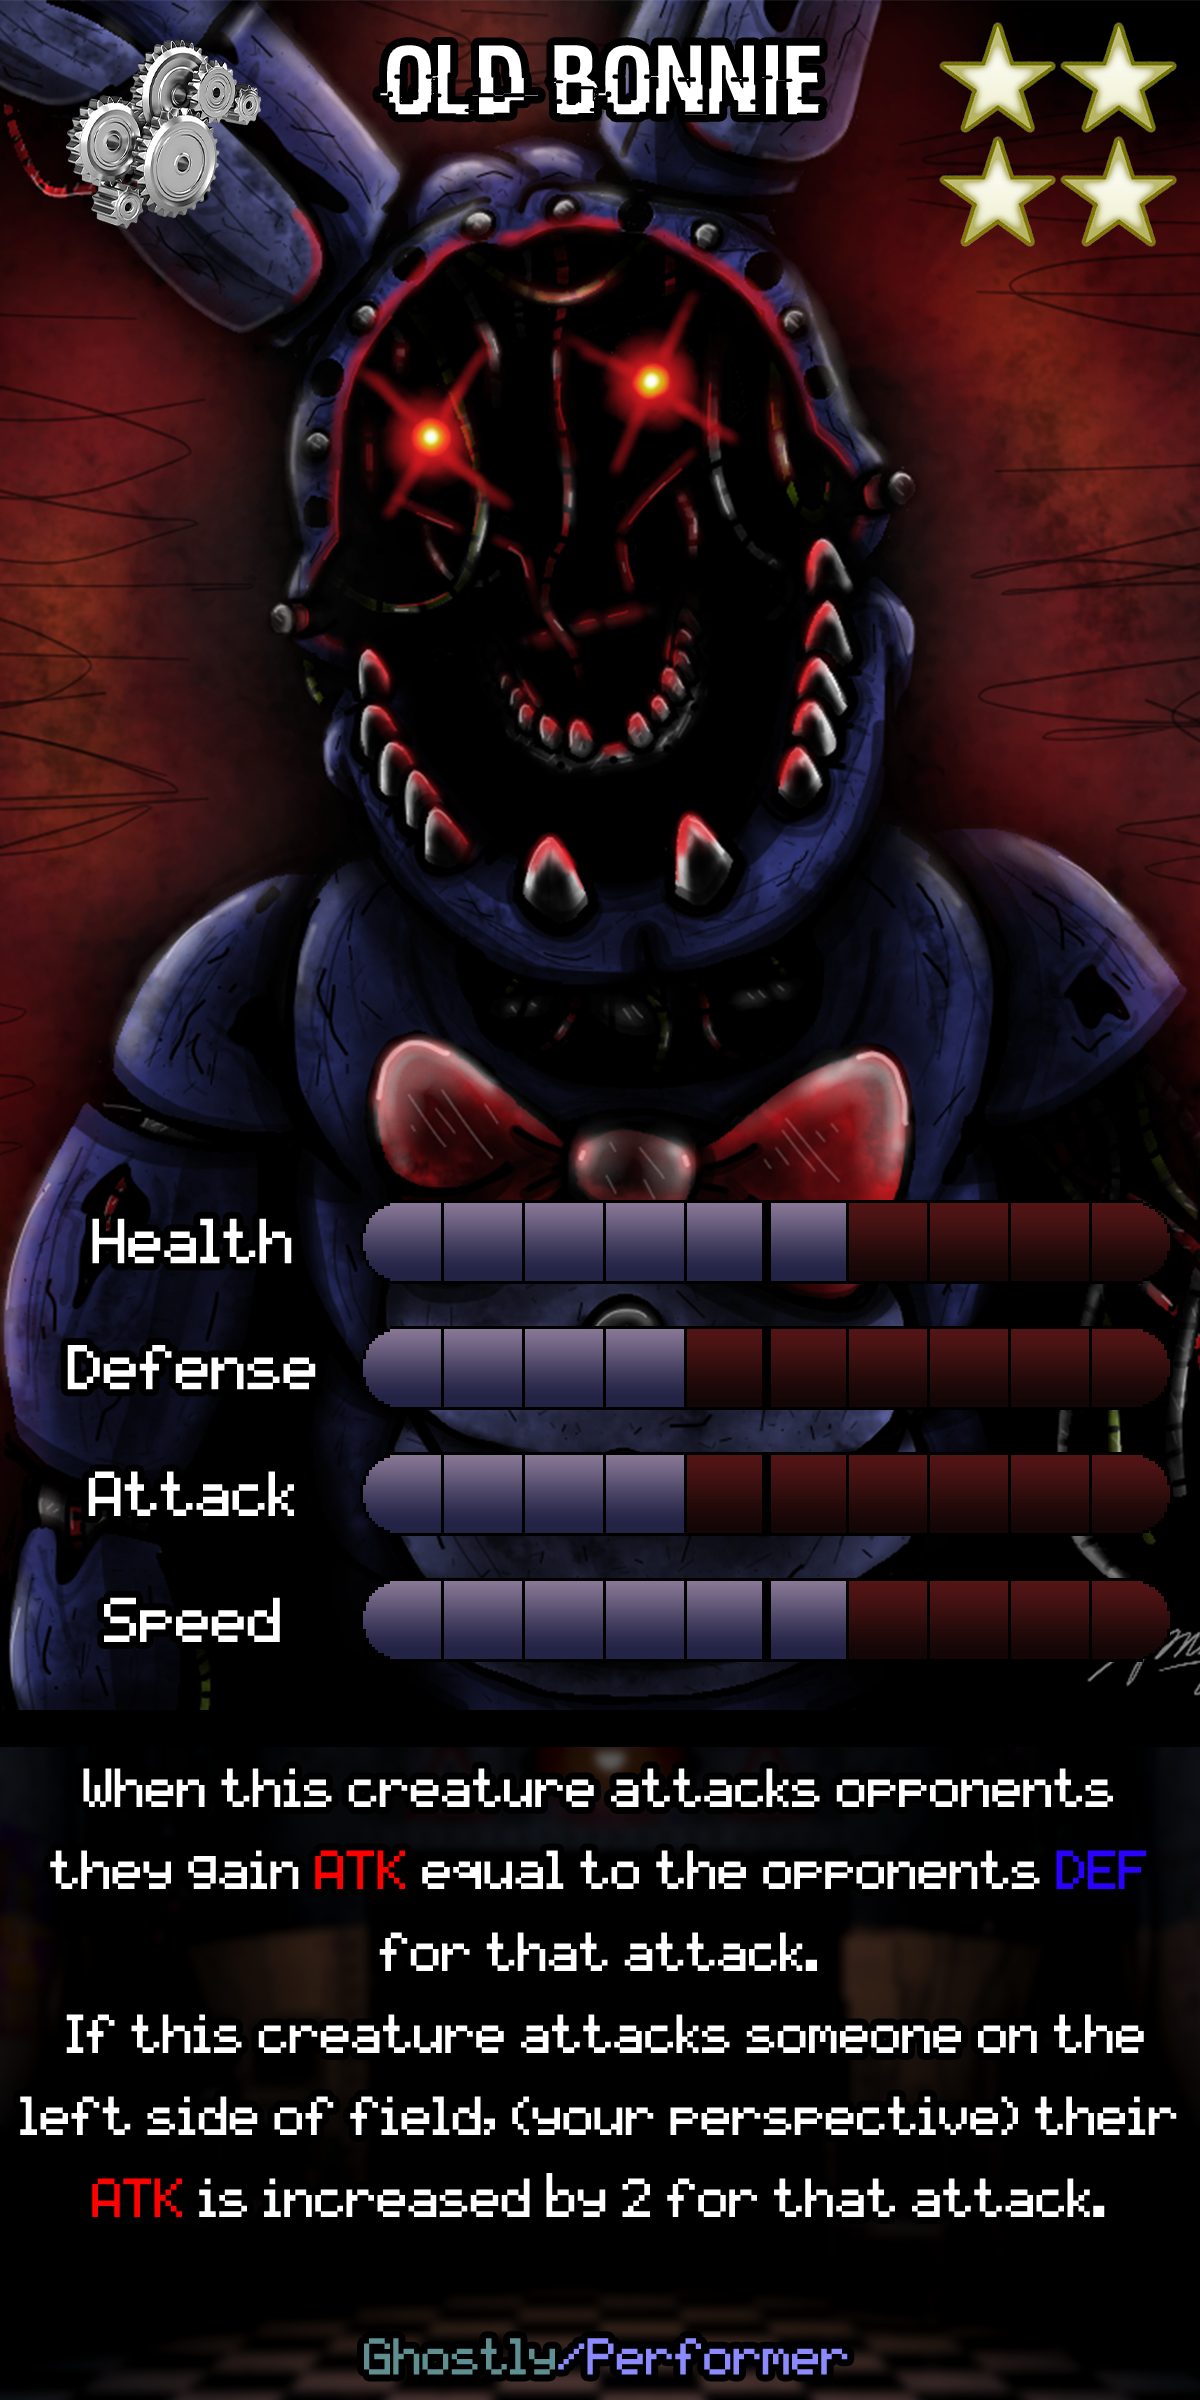 OLD BONNIE
Health
Defense
Attack
Speed
When this creature attacks opponents
they gain ATK equal to the opponents DEF
for that attack.
If this creature attacks someone on the
left side of field, (your perspective) their
ATK is increased by 2 for that attack.
Ghostly/Performer